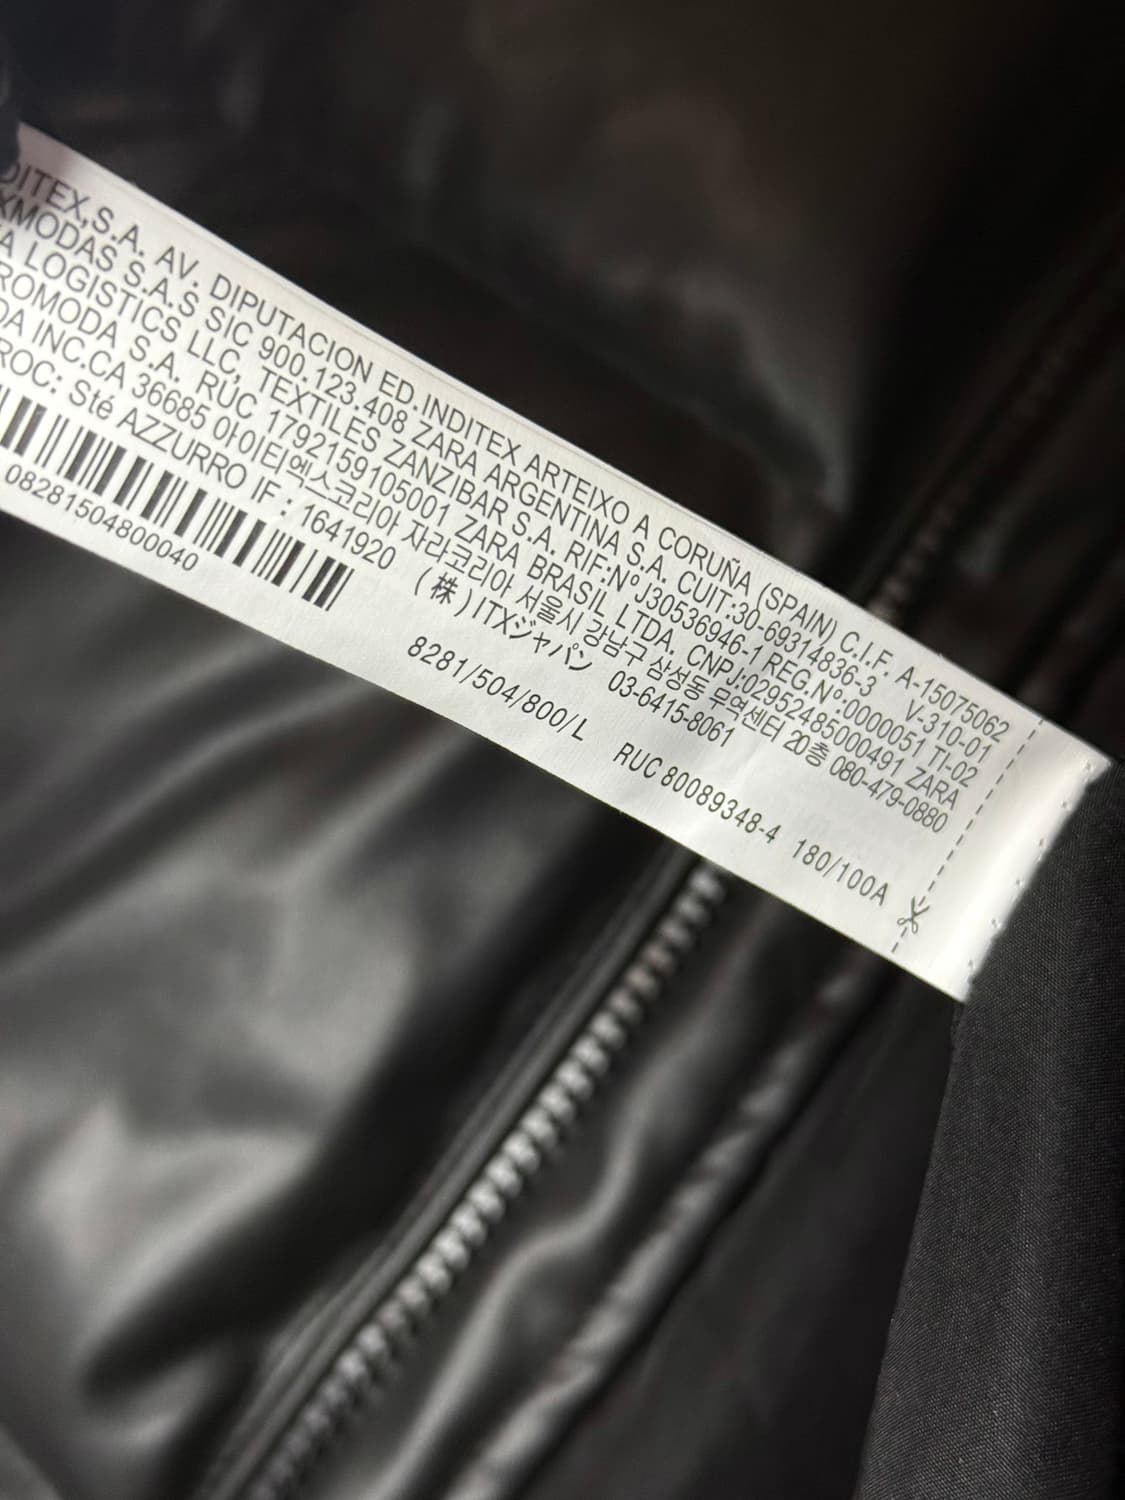 DITEX,S.A. AV. DIPUTACION ED.INDITEX ARTEIXO A CORUÑA (SPAIN) C.I.F. A-15075062
XMODAS S.A.S SIC 900.123.408 ZARA ARGENTINA S.A. CUIT:30-69314836-3 V-310-01
A LOGISTICS LLC, TEXTILES ZANZIBAR S.A. RIF:N°J30536946-1 REG.N°:0000051 TI-02
ROMODA S.A. RUC 1792159105001 ZARA BRASIL LTDA. CNPJ:02952485000491 ZARA
DA INC.CA 36685 아이티엑스코리아 자라코리아 서울시 강남구 삼성동 무역센터 20층 080-479-0880
ROC: Sté AZZURRO IF : 1641920 (株)ITXジャパン 03-6415-8061
08281504800040
8281/504/800/L RUC 80089348-4 180/100A